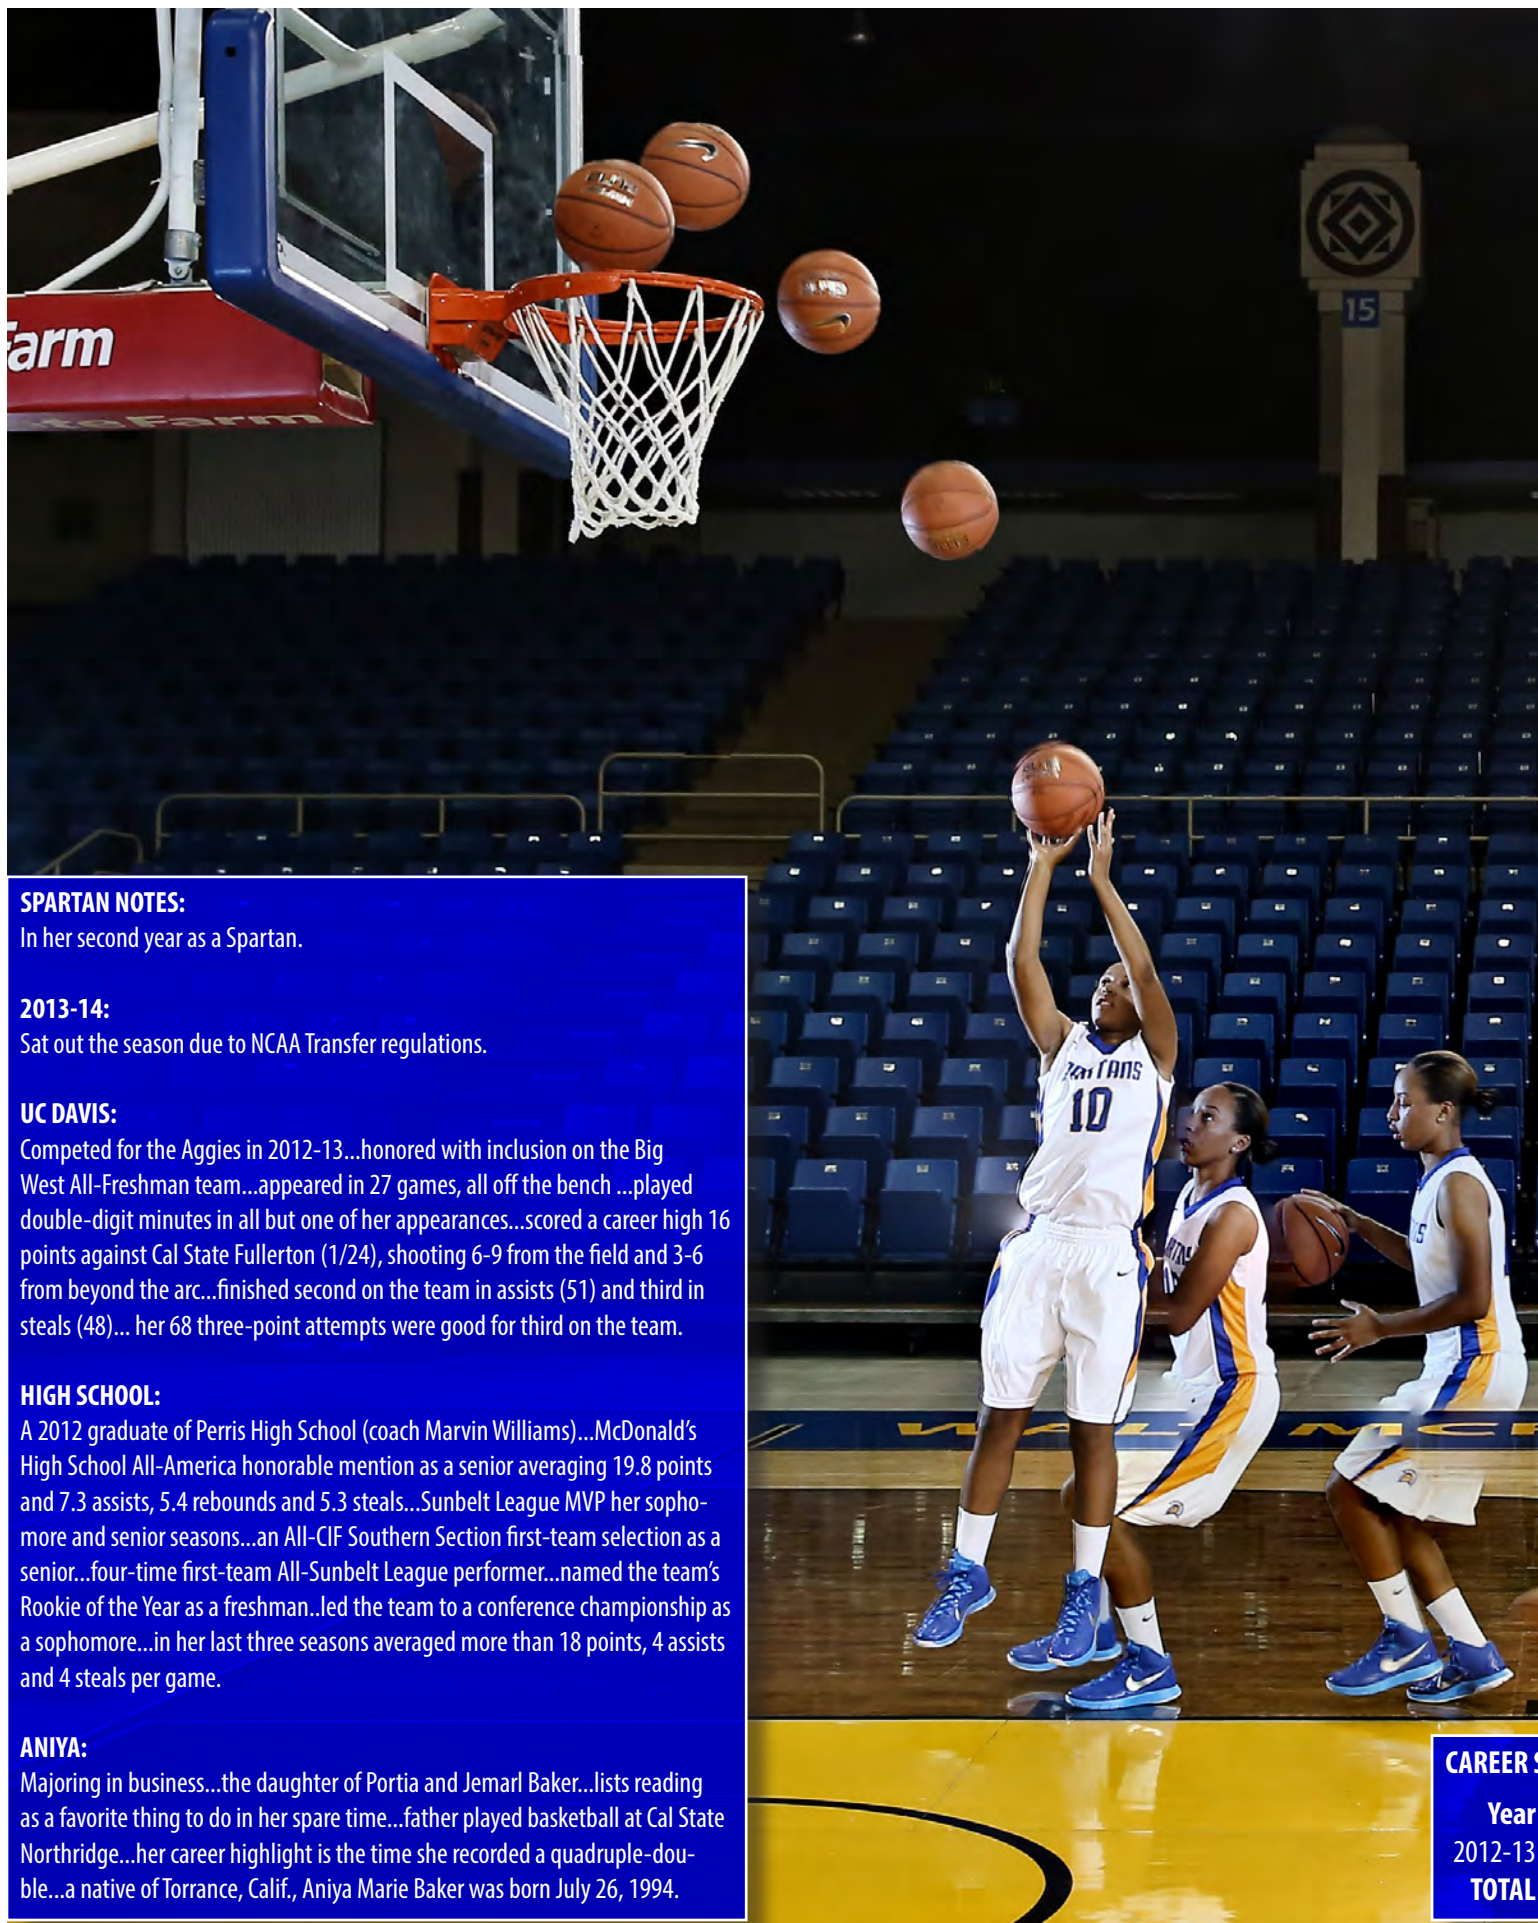 Farm
te Farm
15
SPARTANS
10
WALT MC
SPARTAN NOTES:
In her second year as a Spartan.
2013-14:
Sat out the season due to NCAA Transfer regulations.
UC DAVIS:
Competed for the Aggies in 2012-13...honored with inclusion on the Big
West All-Freshman team...appeared in 27 games, all off the bench ...played
double-digit minutes in all but one of her appearances...scored a career high 16
points against Cal State Fullerton (1/24), shooting 6-9 from the field and 3-6
from beyond the arc...finished second on the team in assists (51) and third in
steals (48)... her 68 three-point attempts were good for third on the team.
HIGH SCHOOL:
A 2012 graduate of Perris High School (coach Marvin Williams)...McDonald’s
High School All-America honorable mention as a senior averaging 19.8 points
and 7.3 assists, 5.4 rebounds and 5.3 steals...Sunbelt League MVP her sopho-
more and senior seasons...an All-CIF Southern Section first-team selection as a
senior...four-time first-team All-Sunbelt League performer...named the team’s
Rookie of the Year as a freshman..led the team to a conference championship as
a sophomore...in her last three seasons averaged more than 18 points, 4 assists
and 4 steals per game.
ANIYA:
Majoring in business...the daughter of Portia and Jemarl Baker...lists reading
as a favorite thing to do in her spare time...father played basketball at Cal State
Northridge...her career highlight is the time she recorded a quadruple-dou-
ble...a native of Torrance, Calif., Aniya Marie Baker was born July 26, 1994.
CAREER S
Year
2012-13
TOTAL